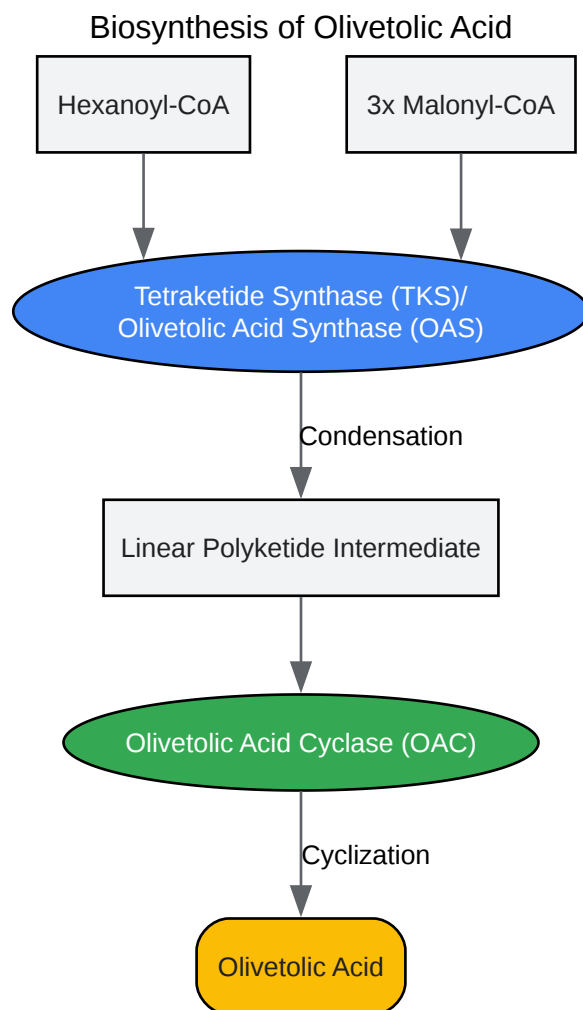 Biosynthesis of Olivetolic Acid
Hexanoyl-CoA
3x Malonyl-CoA
Tetraketide Synthase (TKS)/
Olivetolic Acid Synthase (OAS)
Condensation
Linear Polyketide Intermediate
Olivetolic Acid Cyclase (OAC)
Cyclization
Olivetolic Acid